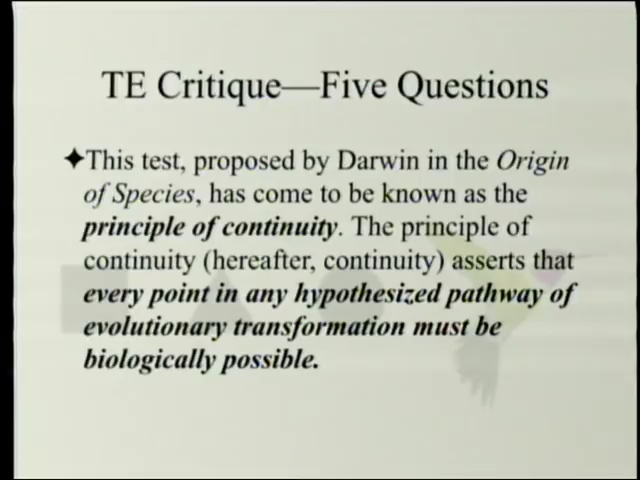 TE Critique—Five Questions
✦This test, proposed by Darwin in the Origin
of Species, has come to be known as the
principle of continuity. The principle of
continuity (hereafter, continuity) asserts that
every point in any hypothesized pathway of
evolutionary transformation must be
biologically possible.